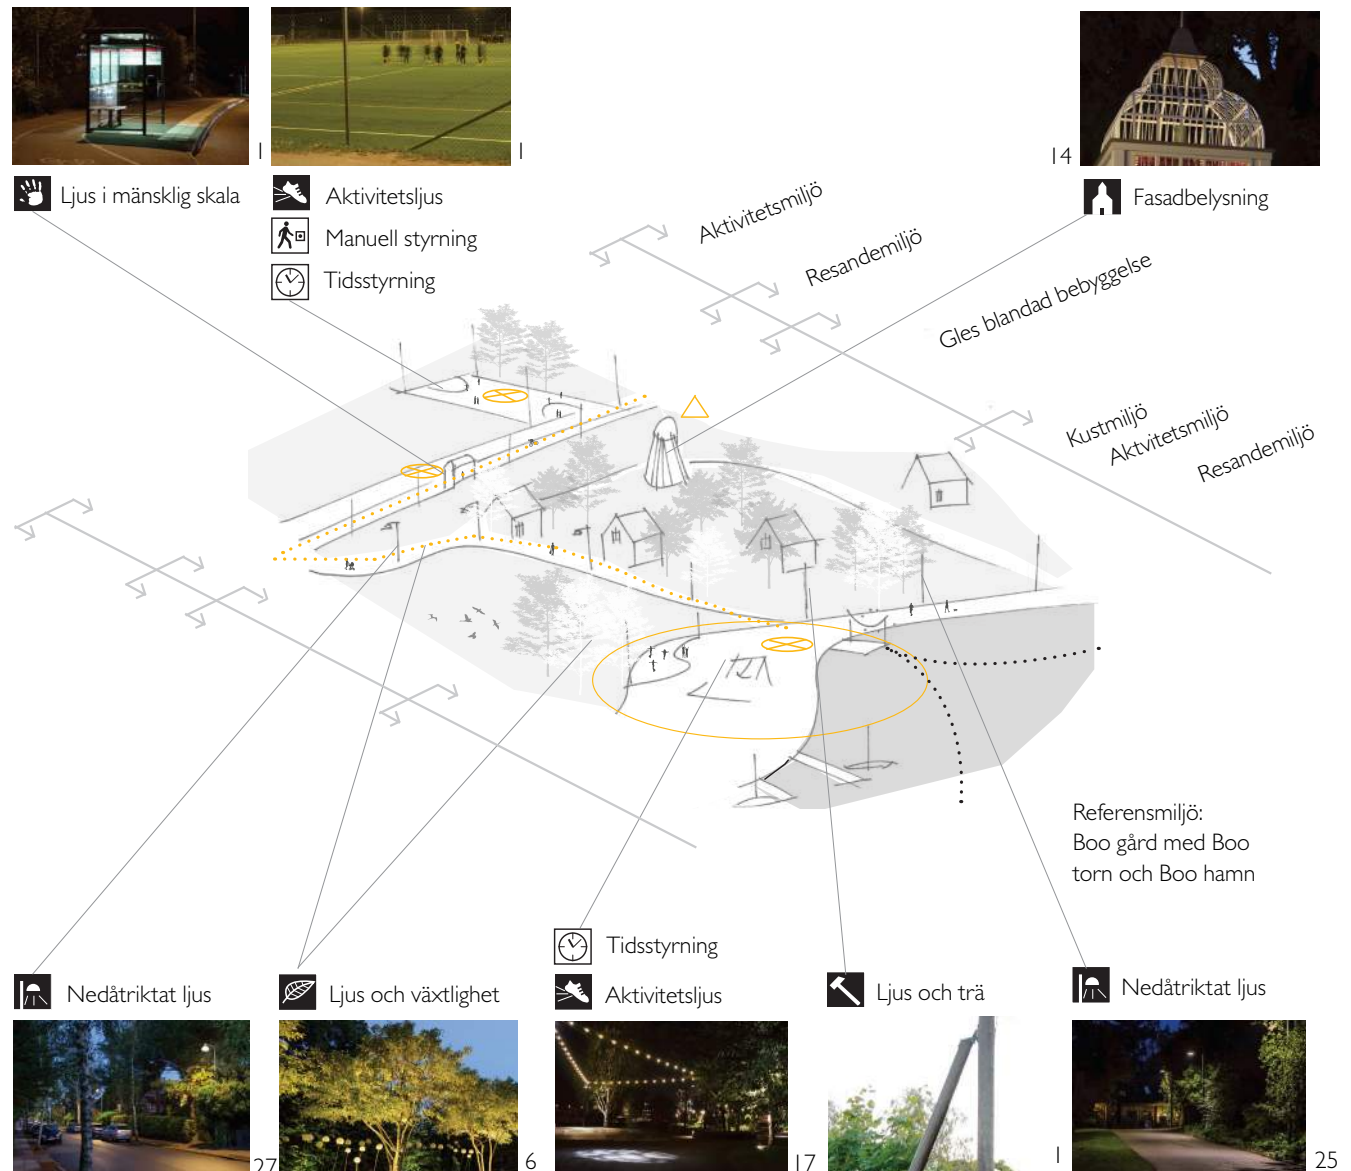 1
1
14
Ljus i mänsklig skala
Aktivitetsljus
Manuell styrning
Tidsstyrning
Fasadbelysning
Aktivitetsmiljö
Resandemiljö
Gles blandad bebyggelse
Kustmiljö
Aktvitetsmiljö
Resandemiljö
Referensmiljö:
Boo gård med Boo
torn och Boo hamn
Tidsstyrning
Nedåtriktat ljus
Ljus och växtlighet
Aktivitetsljus
Ljus och trä
Nedåtriktat ljus
27
6
17
1
25